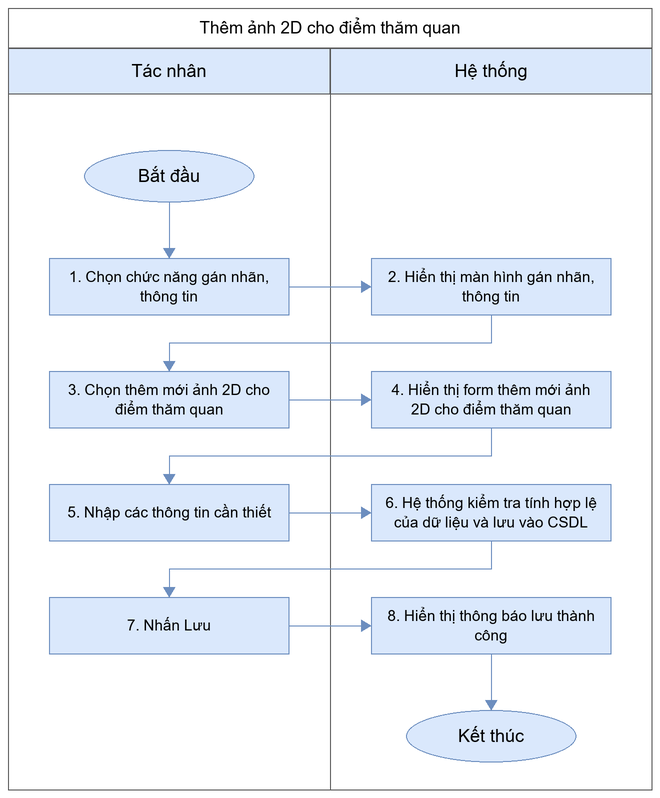 Thêm ảnh 2D cho điểm thăm quan
Tác nhân
Hệ thống
Bắt đầu
1. Chọn chức năng gán nhãn,
thông tin
2. Hiển thị màn hình gán nhãn,
thông tin
3. Chọn thêm mới ảnh 2D cho
điểm thăm quan
4. Hiển thị form thêm mới ảnh
2D cho điểm thăm quan
5. Nhập các thông tin cần thiết
6. Hệ thống kiểm tra tính hợp lệ
của dữ liệu và lưu vào CSDL
7. Nhấn Lưu
8. Hiển thị thông báo lưu thành
công
Kết thúc